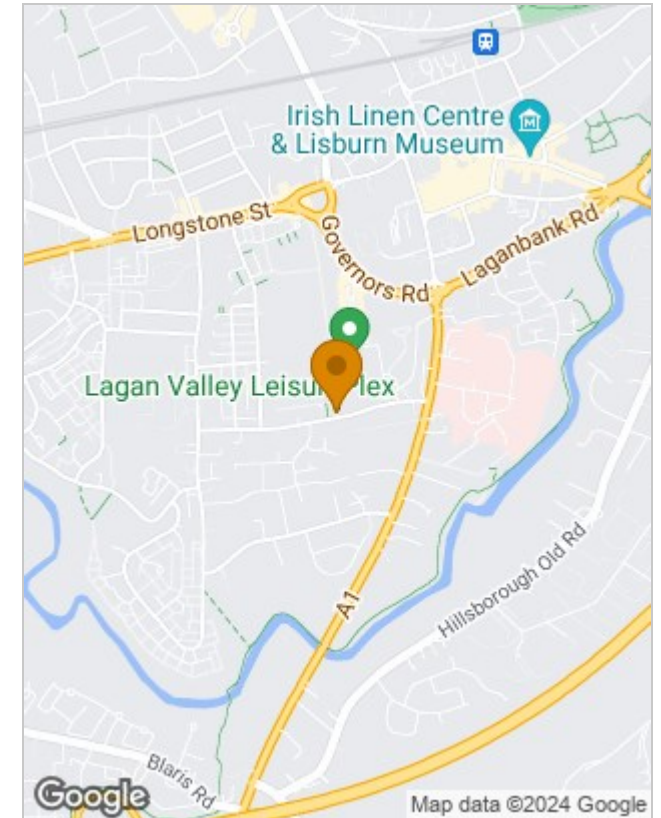 Irish Linen Centre
& Lisburn Museum
Longstone St
Governors Rd
Laganbank Rd
Lagan Valley LeisurePlex
A1
Hillsborough Old Rd
Blaris Rd
Google
Map data ©2024 Google